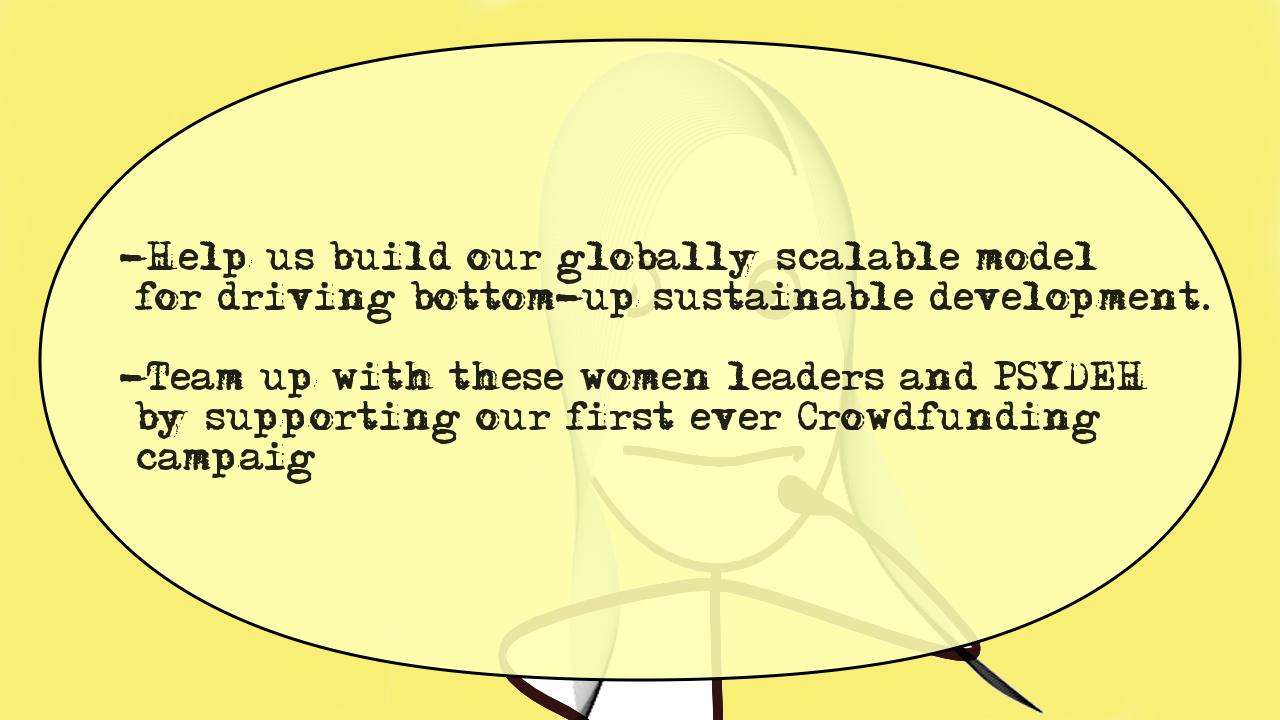 -Help us build our globally scalable model
for driving bottom-up sustainable development.
-Team up with these women leaders and PSYDEH
by supporting our first ever Crowdfunding
campaig